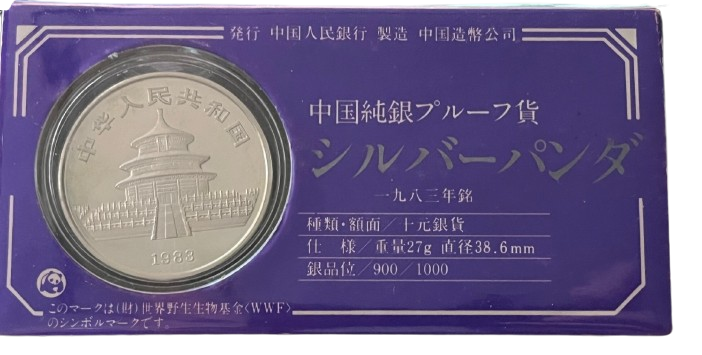 発行 中国人民銀行 製造 中国造幣公司
中华人民共和国
1983
中国純銀プルーフ貨
シルバーパンダ
一九八三年銘
種類・額面／十元銀貨
仕 様／重量27g 直径38.6mm
銀品位／900／1000
このマークは(財)世界野生生物基金〈WWF〉
のシンボルマークです。